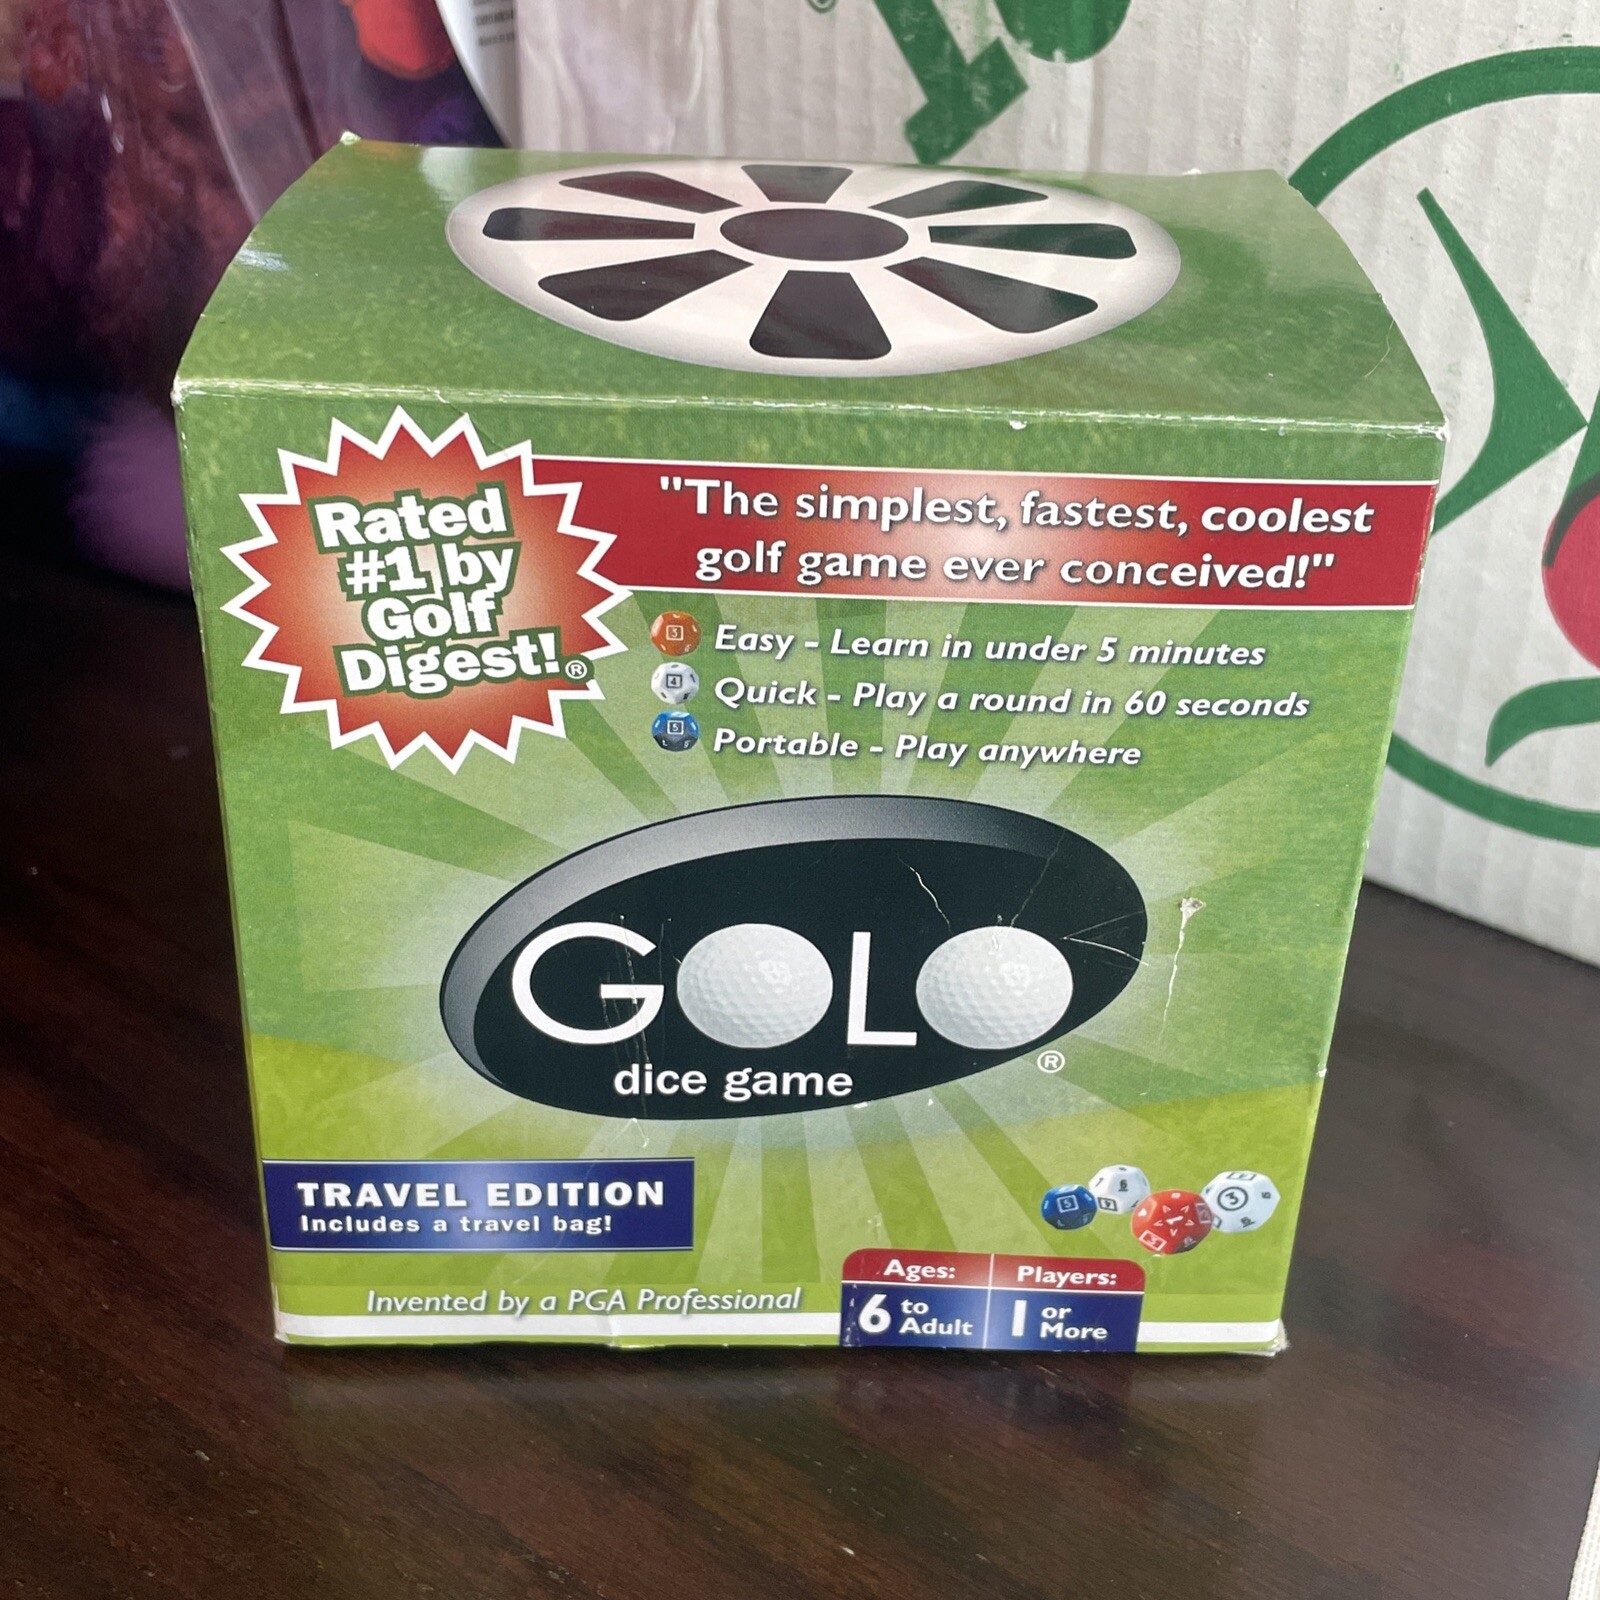 Rated
#1 by
Golf
Digest!®
"The simplest, fastest, coolest
golf game ever conceived!"
Easy - Learn in under 5 minutes
Quick - Play a round in 60 seconds
Portable - Play anywhere
GOLO®
dice game
TRAVEL EDITION
Includes a travel bag!
Invented by a PGA Professional
Ages:
6 to Adult
Players:
1 or More